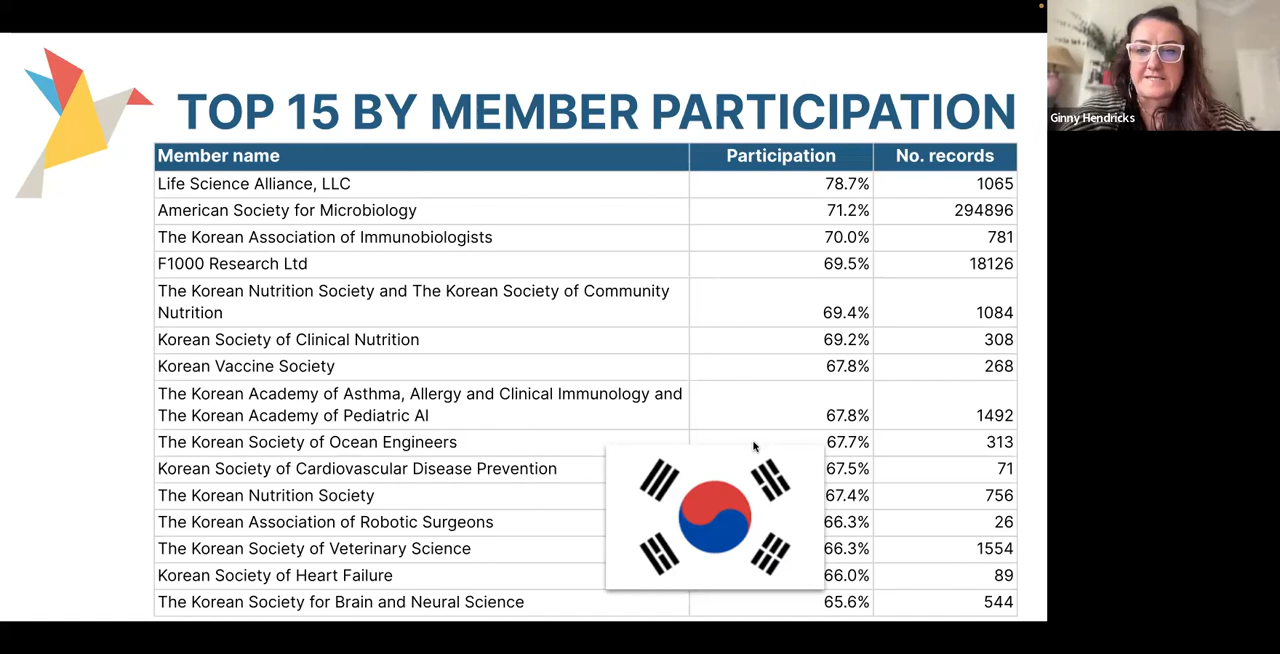 TOP 15 BY MEMBER PARTICIPATION
Ginny Hendricks
Member name Participation No. records
Life Science Alliance, LLC 78.7% 1065
American Society for Microbiology 71.2% 294896
The Korean Association of Immunobiologists 70.0% 781
F1000 Research Ltd 69.5% 18126
The Korean Nutrition Society and The Korean Society of Community
Nutrition 69.4% 1084
Korean Society of Clinical Nutrition 69.2% 308
Korean Vaccine Society 67.8% 268
The Korean Academy of Asthma, Allergy and Clinical Immunology and
The Korean Academy of Pediatric AI 67.8% 1492
The Korean Society of Ocean Engineers 67.7% 313
Korean Society of Cardiovascular Disease Prevention 67.5% 71
The Korean Nutrition Society 67.4% 756
The Korean Association of Robotic Surgeons 66.3% 26
The Korean Society of Veterinary Science 66.3% 1554
Korean Society of Heart Failure 66.0% 89
The Korean Society for Brain and Neural Science 65.6% 544